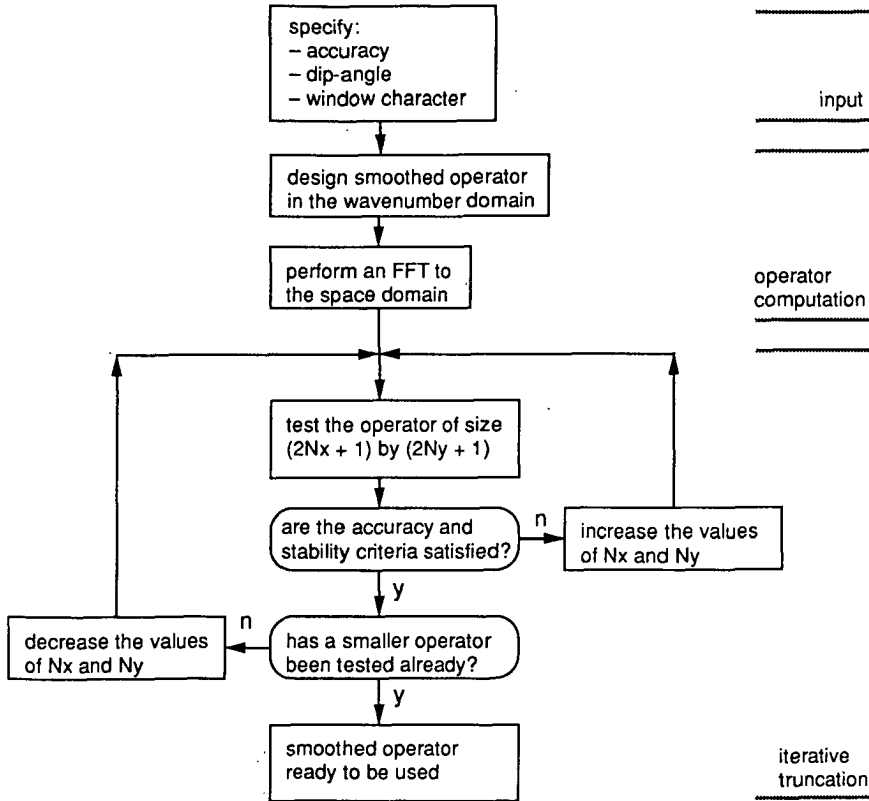 specify:
– accuracy
– dip-angle
– window character
input
design smoothed operator
in the wavenumber domain
perform an FFT to
the space domain
operator
computation
test the operator of size
(2Nx + 1) by (2Ny + 1)
are the accuracy and
stability criteria satisfied?
n
increase the values
of Nx and Ny
y
n
decrease the values
of Nx and Ny
has a smaller operator
been tested already?
y
smoothed operator
ready to be used
iterative
truncation